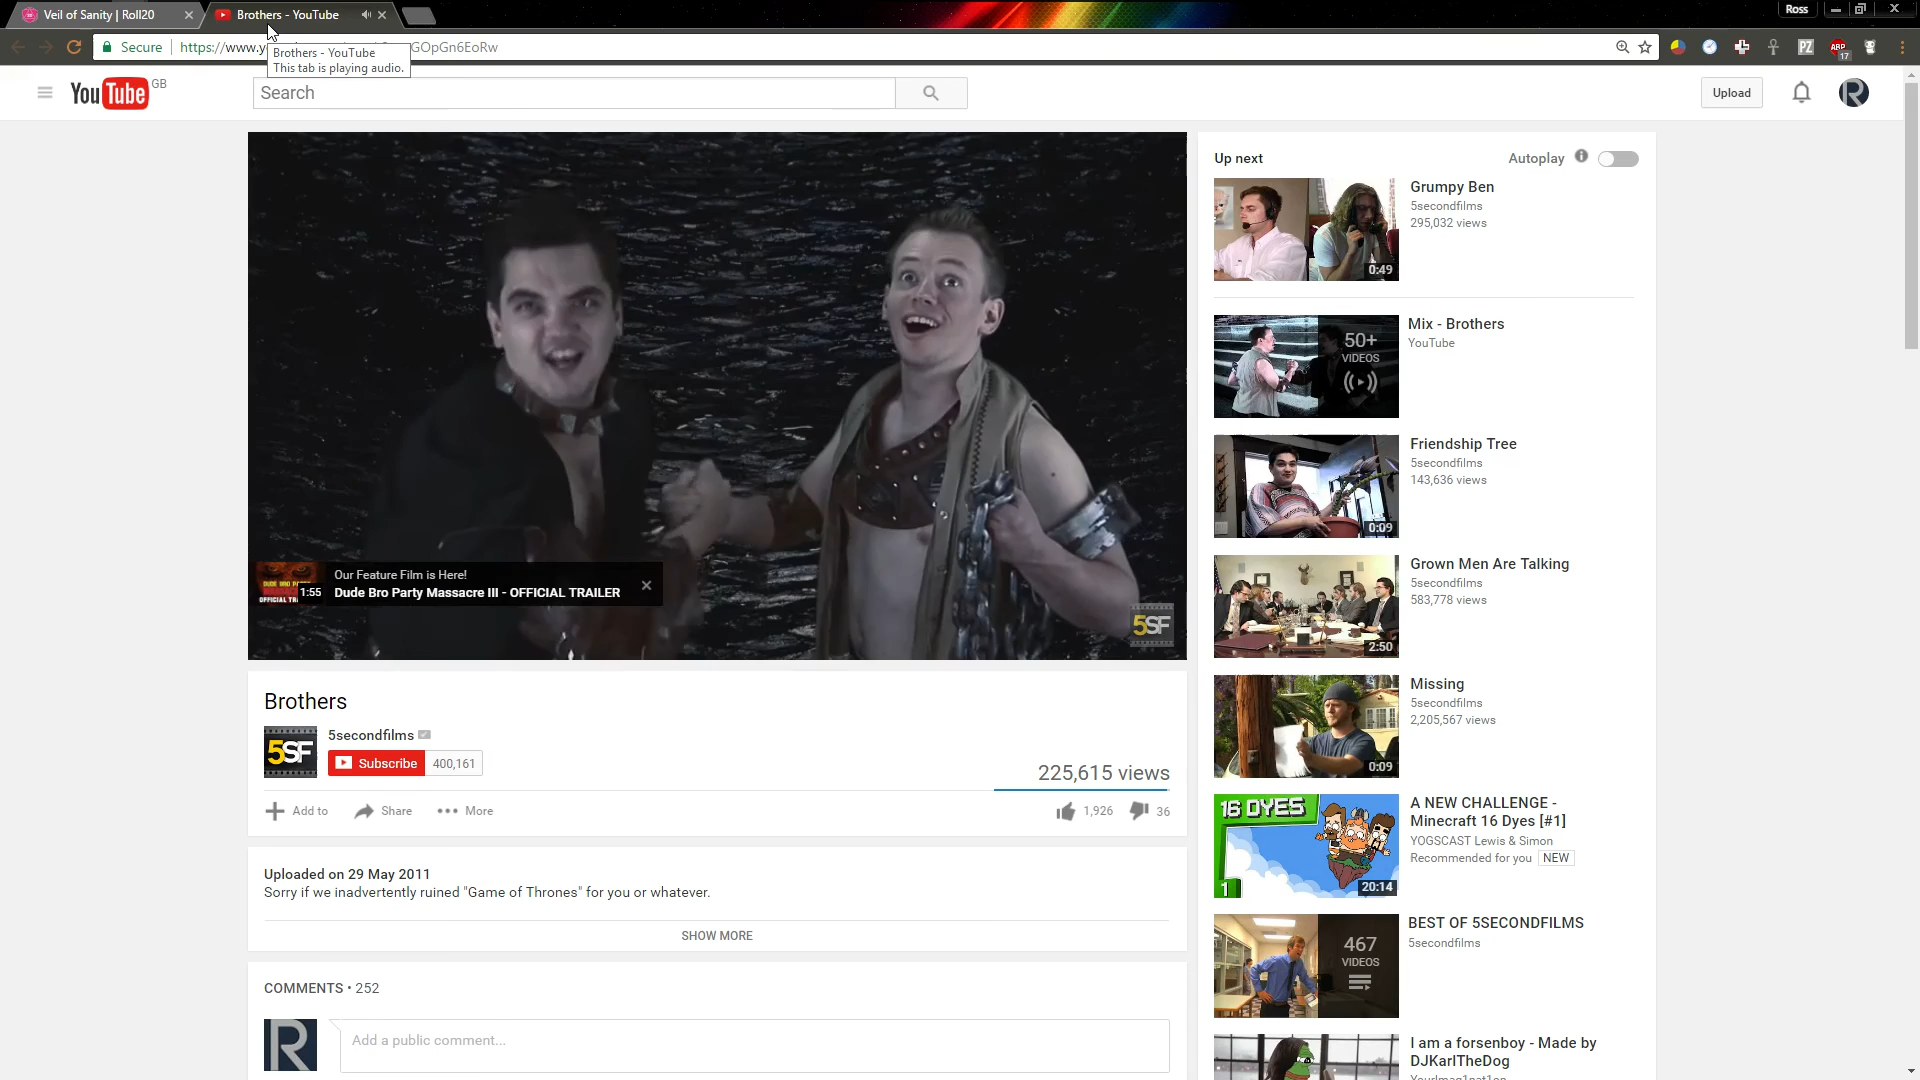 Veil of Sanity | Roll20
Brothers - YouTube
Ross
Secure
https://www.y
GOpGn6EoRw
Brothers - YouTube
This tab is playing audio.
ABP
17
PZ
YouTube GB
Search
Upload
R
Up next
Autoplay
Grumpy Ben
5secondfilms
295,032 views
0:49
Mix - Brothers
YouTube
50+
VIDEOS
Friendship Tree
5secondfilms
143,636 views
0:09
Grown Men Are Talking
5secondfilms
583,778 views
2:50
Missing
5secondfilms
2,205,567 views
0:09
16 DYES
1
20:14
A NEW CHALLENGE -
Minecraft 16 Dyes [#1]
YOGSCAST Lewis & Simon
Recommended for you NEW
467
VIDEOS
BEST OF 5SECONDFILMS
5secondfilms
I am a forsenboy - Made by
DJKarlTheDog
Our Feature Film is Here!
Dude Bro Party Massacre III - OFFICIAL TRAILER
1:55
5SF
Brothers
5SF
5secondfilms
Subscribe 400,161
225,615 views
Add to
Share
More
1,926
36
Uploaded on 29 May 2011
Sorry if we inadvertently ruined "Game of Thrones" for you or whatever.
SHOW MORE
COMMENTS • 252
R
Add a public comment...